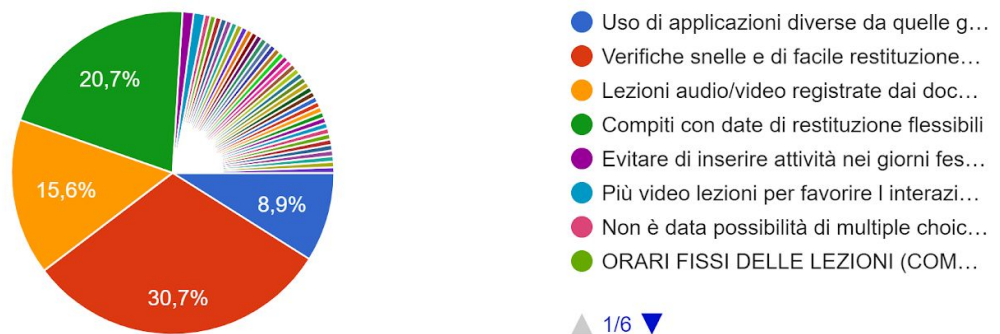 20,7%
15,6%
8,9%
30,7%
Uso di applicazioni diverse da quelle g…
Verifiche snelle e di facile restituzione…
Lezioni audio/video registrate dai doc…
Compiti con date di restituzione flessibili
Evitare di inserire attività nei giorni fes…
Più video lezioni per favorire l interazi…
Non è data possibilità di multiple choic…
ORARI FISSI DELLE LEZIONI (COM…
1/6